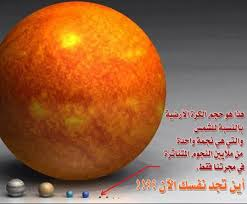 هذا هو حجم الكرة الارضية
بالنسبة للشمس
والتي هي نجمة واحدة
من ملايين النجوم المتناثرة
في مجرتنا فقط.
أين تجد نفسك الآن ؟؟!!